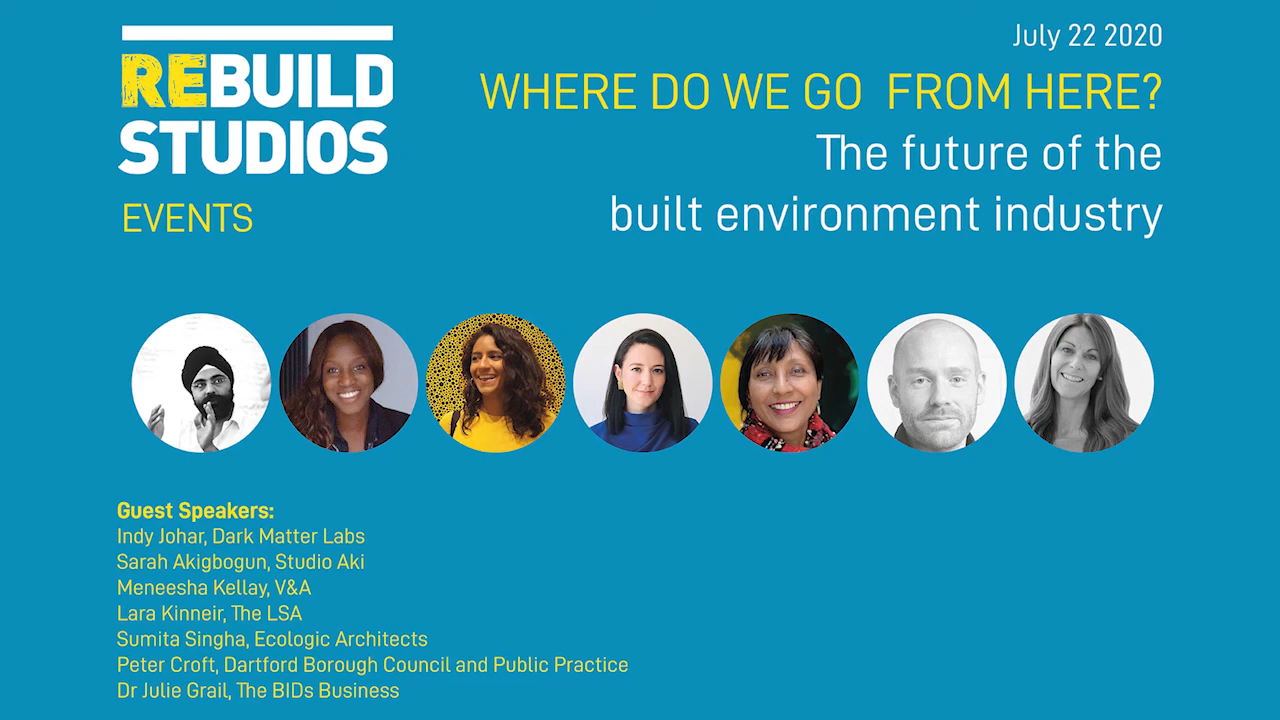 REBUILD
STUDIOS
EVENTS
July 22 2020
WHERE DO WE GO FROM HERE?
The future of the
built environment industry
Guest Speakers:
Indy Johar, Dark Matter Labs
Sarah Akigbogun, Studio Aki
Meneesha Kellay, V&A
Lara Kinneir, The LSA
Sumita Singha, Ecologic Architects
Peter Croft, Dartford Borough Council and Public Practice
Dr Julie Grail, The BIDs Business